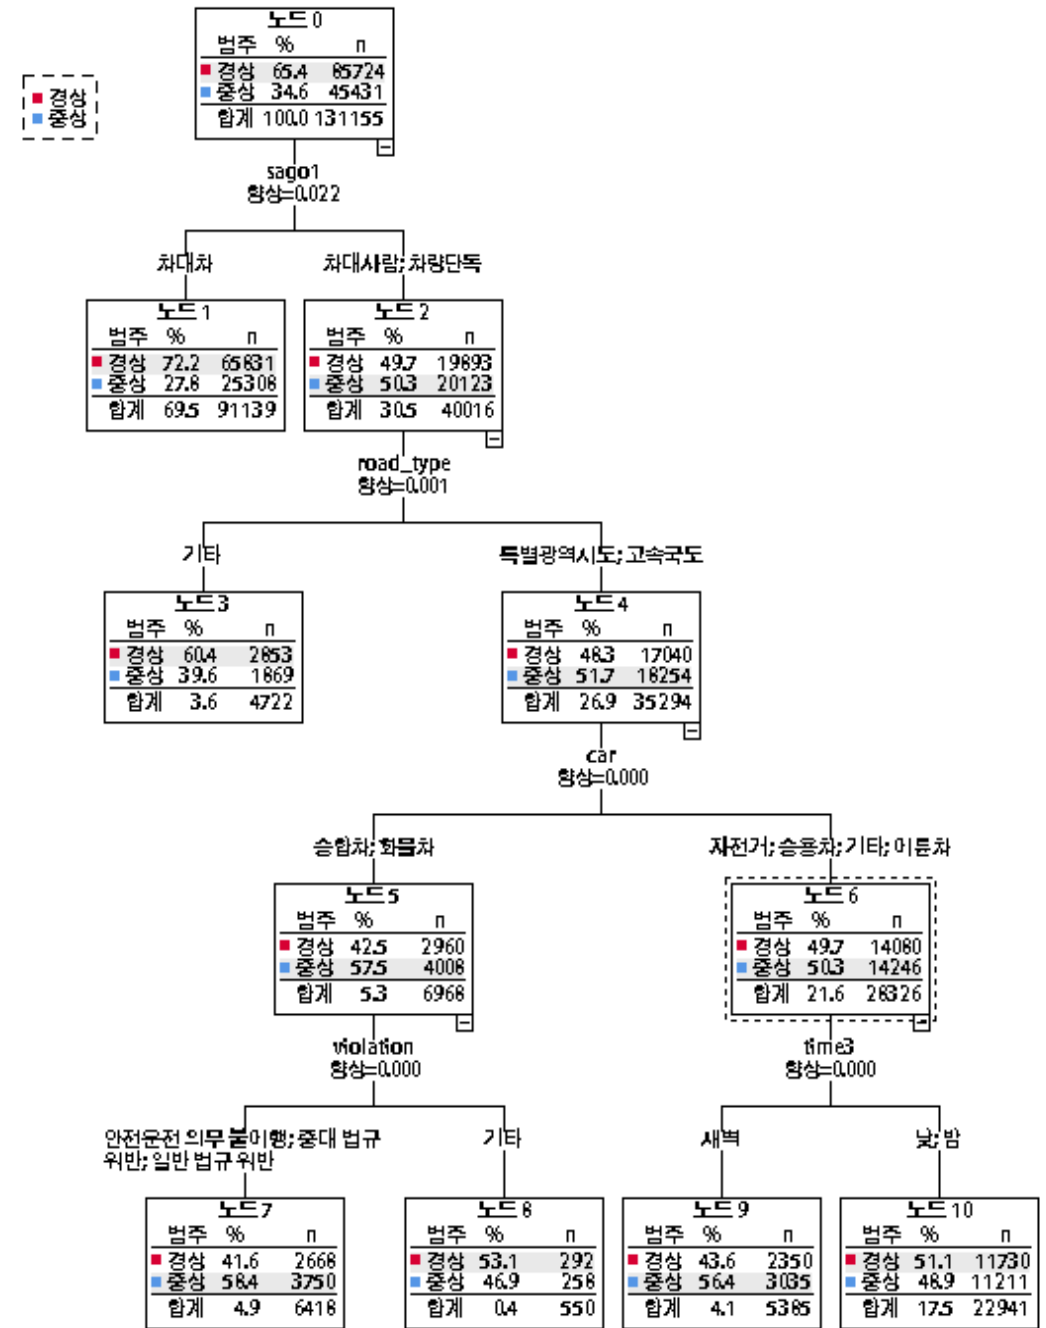 노드 0
범주 % n
경상 65.4 85724
중상 34.6 45431
합계 100.0 131155
경상
중상
sago1
향상=0.022
차대차
차대사람; 차량단독
노드 1
범주 % n
경상 72.2 65831
중상 27.8 25308
합계 69.5 91139
노드 2
범주 % n
경상 49.7 19893
중상 50.3 20123
합계 30.5 40016
road_type
향상=0.001
기타
특별광역시도; 고속국도
노드 3
범주 % n
경상 60.4 2853
중상 39.6 1869
합계 3.6 4722
노드 4
범주 % n
경상 48.3 17040
중상 51.7 18254
합계 26.9 35294
car
향상=0.000
승합차; 화물차
자전거; 승용차; 기타; 이륜차
노드 5
범주 % n
경상 42.5 2960
중상 57.5 4008
합계 5.3 6968
노드 6
범주 % n
경상 49.7 14080
중상 50.3 14246
합계 21.6 28326
violation
향상=0.000
time3
향상=0.000
안전운전 의무 불이행; 중대 법규
위반; 일반 법규 위반
기타
새벽
낮; 밤
노드 7
범주 % n
경상 41.6 2668
중상 58.4 3750
합계 4.9 6418
노드 8
범주 % n
경상 53.1 292
중상 46.9 258
합계 0.4 550
노드 9
범주 % n
경상 43.6 2350
중상 56.4 3035
합계 4.1 5385
노드 10
범주 % n
경상 51.1 11730
중상 48.9 11211
합계 17.5 22941